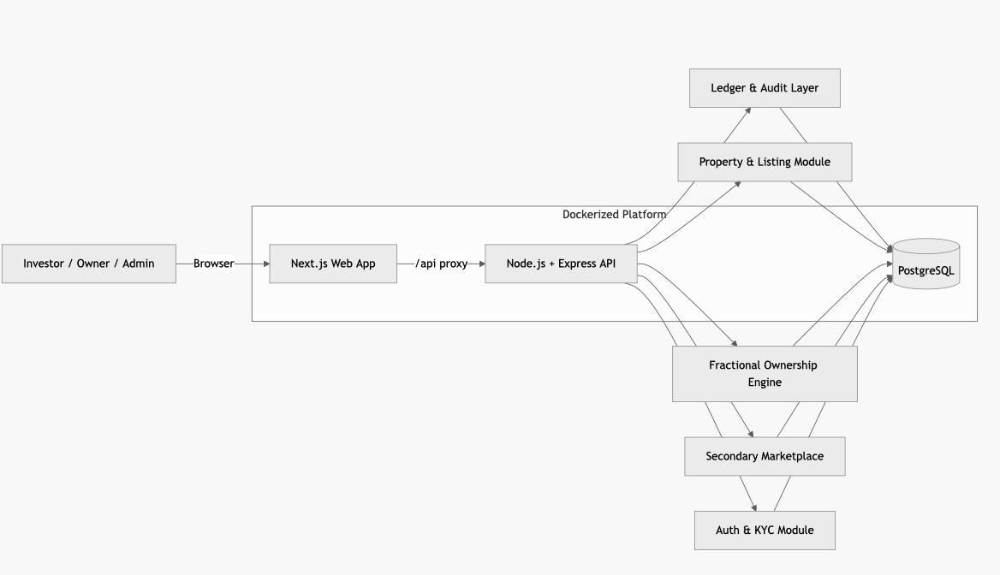 Ledger & Audit Layer
Property & Listing Module
Dockerized Platform
Investor / Owner / Admin
Browser
Next.js Web App
/api proxy
Node.js + Express API
PostgreSQL
Fractional Ownership
Engine
Secondary Marketplace
Auth & KYC Module